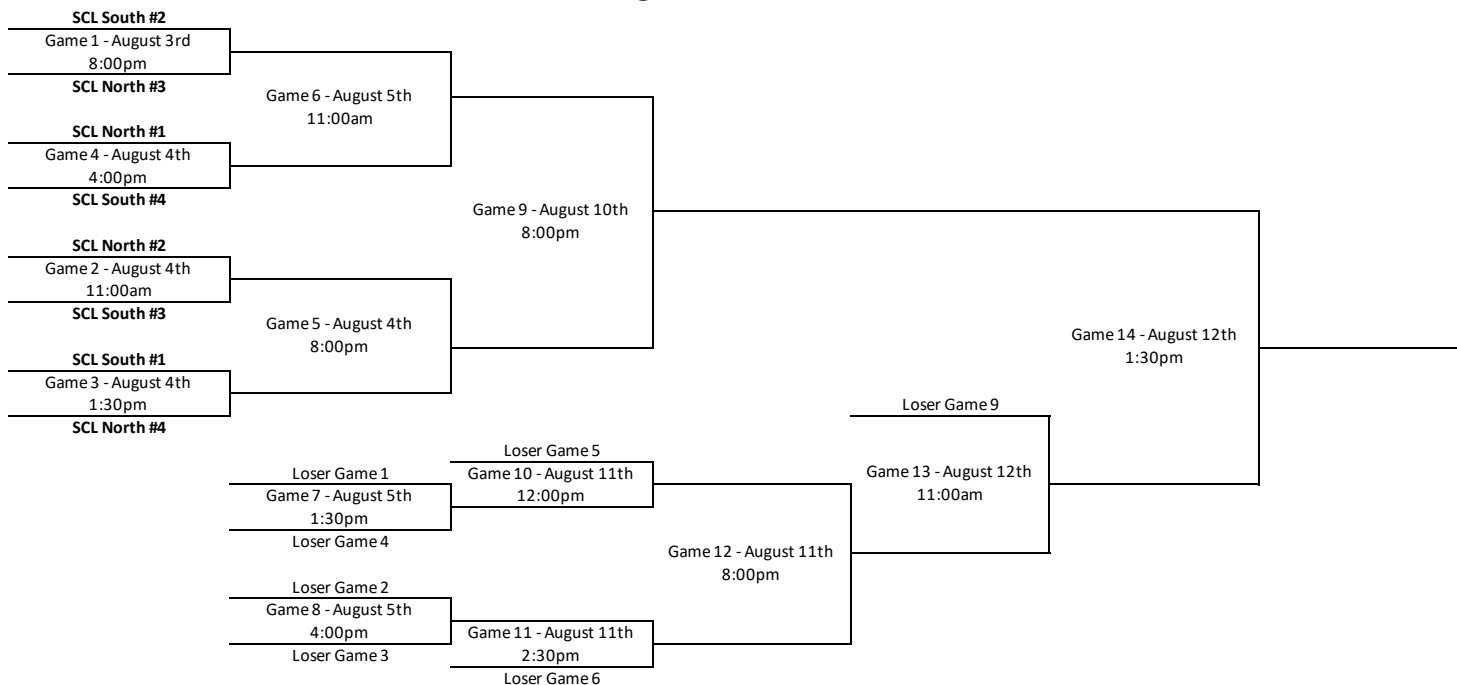 SCL South #2
Game 1 - August 3rd
8:00pm
SCL North #3
Game 6 - August 5th
11:00am
SCL North #1
Game 4 - August 4th
4:00pm
SCL South #4
Game 9 - August 10th
8:00pm
SCL North #2
Game 2 - August 4th
11:00am
SCL South #3
Game 5 - August 4th
8:00pm
SCL South #1
Game 3 - August 4th
1:30pm
SCL North #4
Game 14 - August 12th
1:30pm
Loser Game 9
Game 13 - August 12th
11:00am
Loser Game 5
Game 10 - August 11th
12:00pm
Loser Game 1
Game 7 - August 5th
1:30pm
Loser Game 4
Game 12 - August 11th
8:00pm
Loser Game 2
Game 8 - August 5th
4:00pm
Loser Game 3
Game 11 - August 11th
2:30pm
Loser Game 6